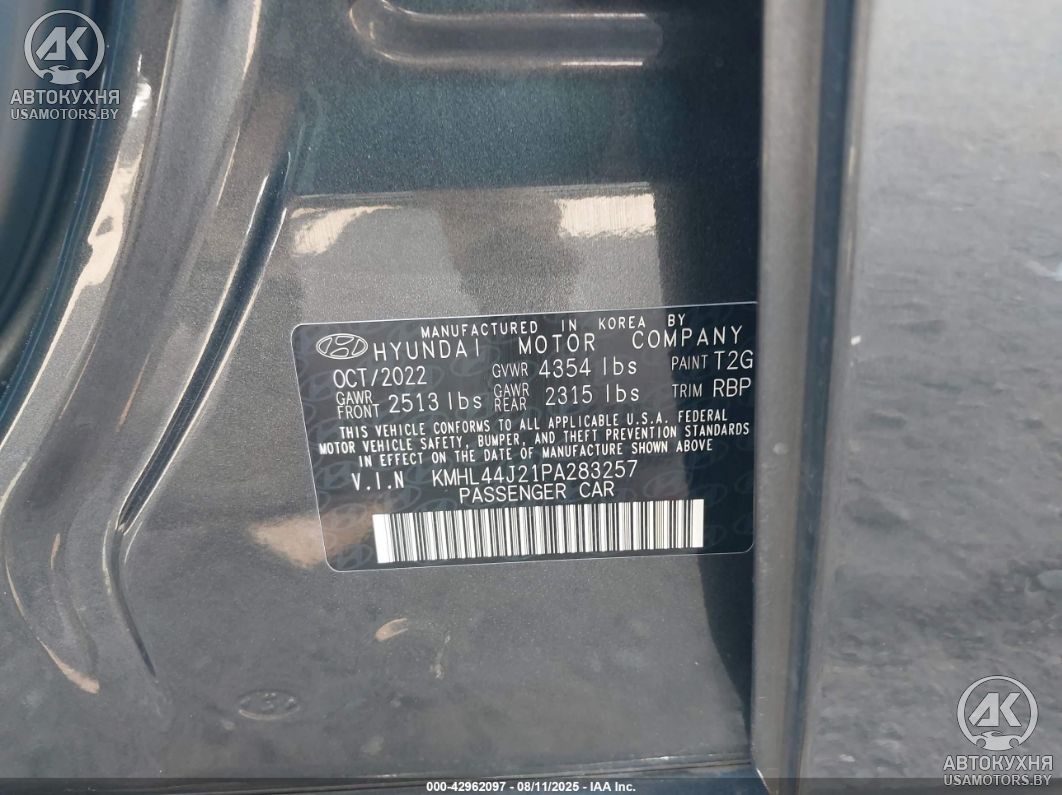 АК
АВТОКУХНЯ
USAMOTORS.BY
MANUFACTURED IN KOREA BY
HYUNDAI MOTOR COMPANY
OCT/2022 GVWR 4354 lbs PAINT T2G
GAWR FRONT 2513 lbs GAWR REAR 2315 lbs TRIM RBP
THIS VEHICLE CONFORMS TO ALL APPLICABLE U.S.A. FEDERAL
MOTOR VEHICLE SAFETY, BUMPER, AND THEFT PREVENTION STANDARDS
IN EFFECT ON THE DATE OF MANUFACTURE SHOWN ABOVE
V.I.N KMHL44J21PA283257
PASSENGER CAR
АК
АВТОКУХНЯ
USAMOTORS.BY
000-42962097 - 08/11/2025 - IAA Inc.